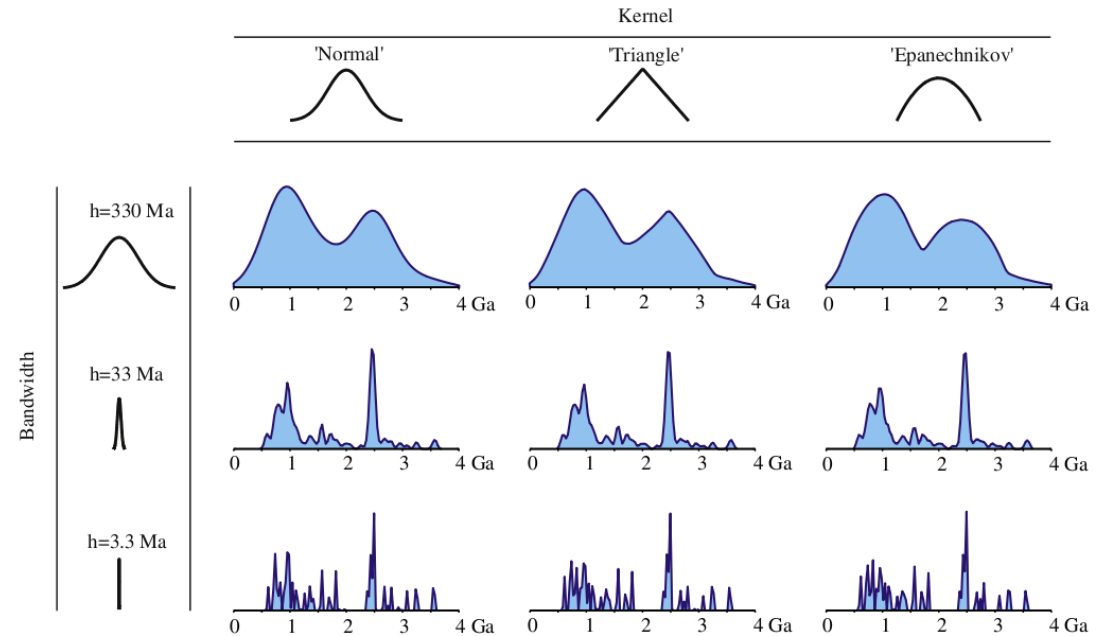 Kernel
'Normal' 'Triangle' 'Epanechnikov'
Bandwidth
h=330 Ma
0 1 2 3 4 Ga 0 1 2 3 4 Ga 0 1 2 3 4 Ga
h=33 Ma
0 1 2 3 4 Ga 0 1 2 3 4 Ga 0 1 2 3 4 Ga
h=3.3 Ma
0 1 2 3 4 Ga 0 1 2 3 4 Ga 0 1 2 3 4 Ga